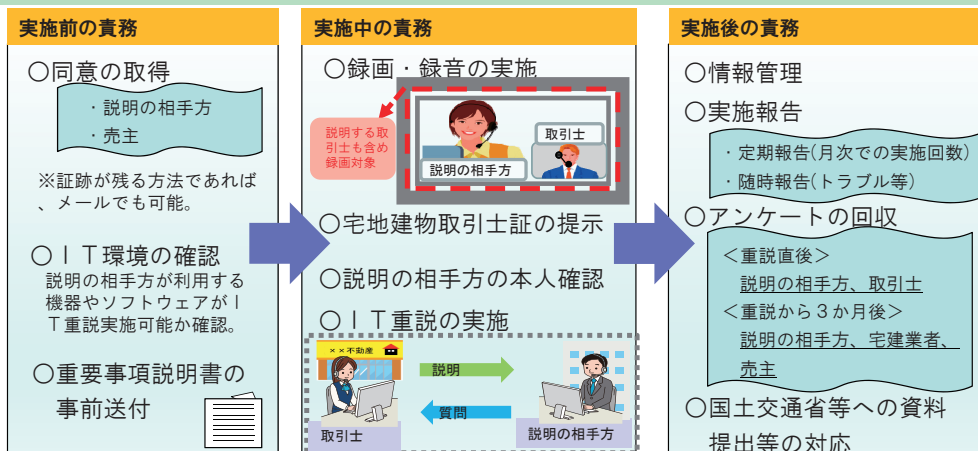 実施前の責務
〇同意の取得
・説明の相手方
・売主
※証跡が残る方法であれば
、メールでも可能。
〇ＩＴ環境の確認
説明の相手方が利用する
機器やソフトウェアがＩ
Ｔ重説実施可能か確認。
〇重要事項説明書の
事前送付
実施中の責務
〇録画・録音の実施
説明する取
引士も含め
録画対象
取引士
説明の相手方
〇宅地建物取引士証の提示
〇説明の相手方の本人確認
〇ＩＴ重説の実施
××不動産
説明
質問
取引士
説明の相手方
実施後の責務
〇情報管理
〇実施報告
・定期報告(月次での実施回数)
・随時報告(トラブル等)
〇アンケートの回収
＜重説直後＞
説明の相手方、取引士
＜重説から３か月後＞
説明の相手方、宅建業者、
売主
〇国土交通省等への資料
提出等の対応